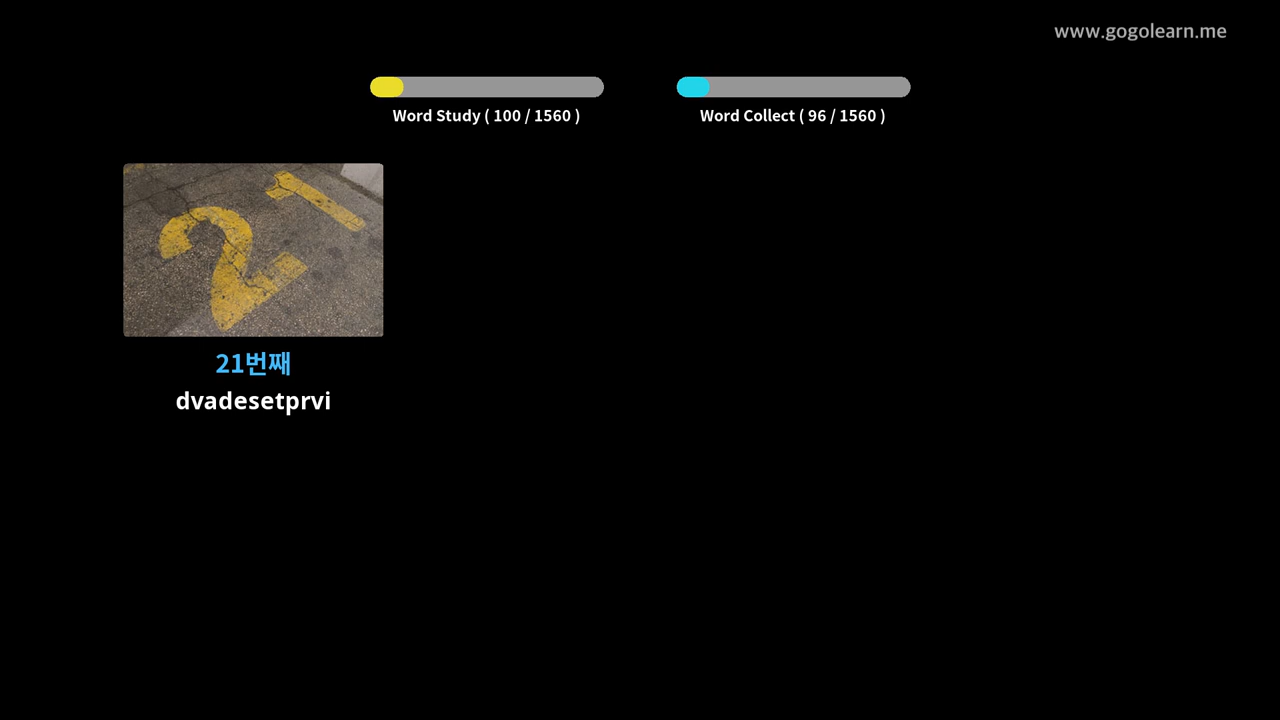 www.gogolearn.me
Word Study ( 100 / 1560 )
Word Collect ( 96 / 1560 )
21
21번째
dvadesetprvi